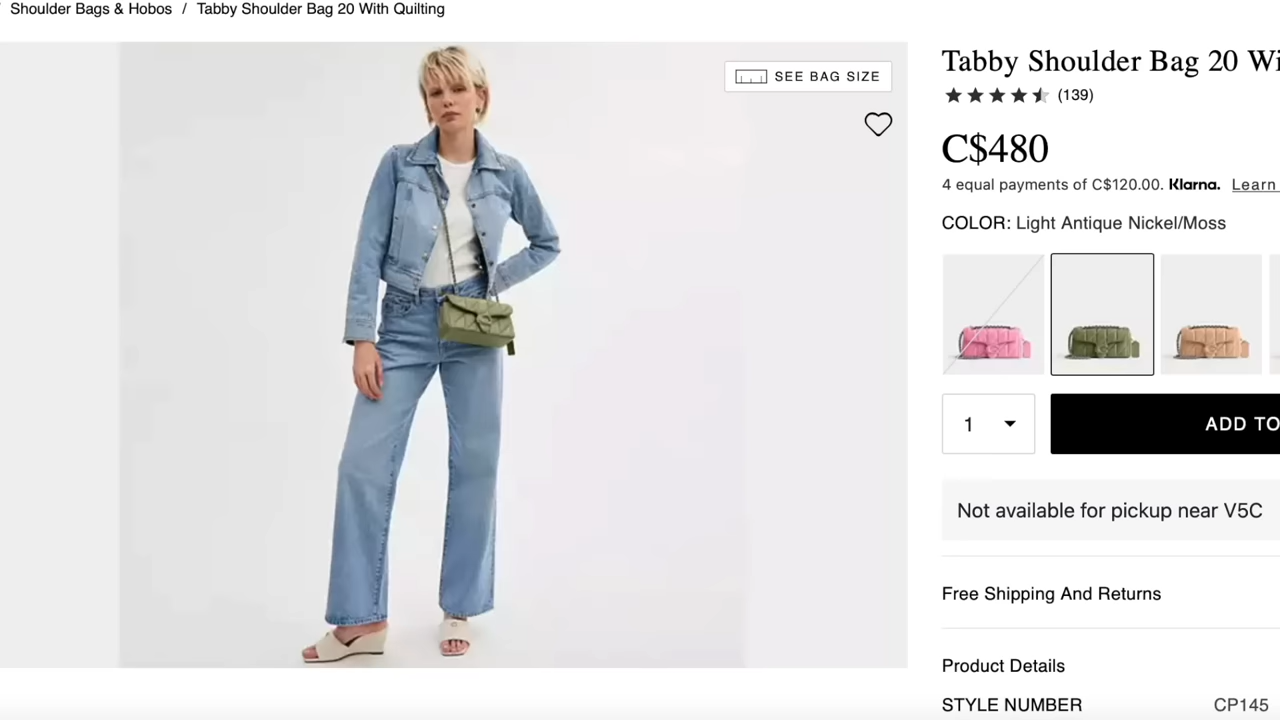 / Shoulder Bags & Hobos / Tabby Shoulder Bag 20 With Quilting
SEE BAG SIZE
Tabby Shoulder Bag 20 Wi
(139)
C$480
4 equal payments of C$120.00. Klarna. Learn
COLOR: Light Antique Nickel/Moss
1
ADD TO
Not available for pickup near V5C
Free Shipping And Returns
Product Details
STYLE NUMBER CP145